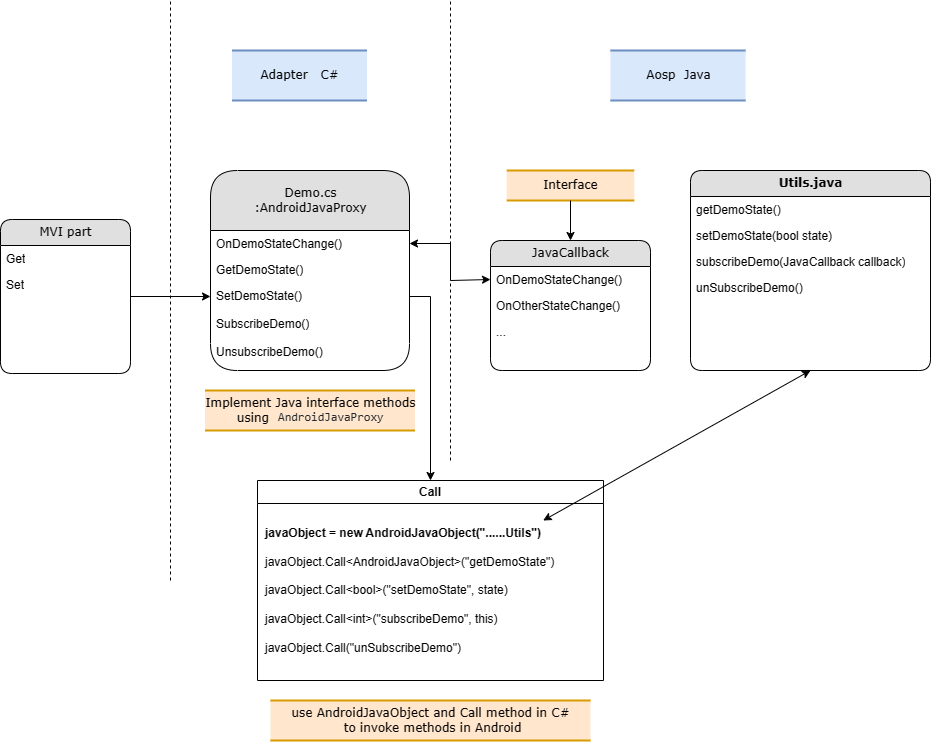 Adapter C#
Aosp Java
MVI part
Get
Set
Demo.cs
:AndroidJavaProxy
OnDemoStateChange()
GetDemoState()
SetDemoState()
SubscribeDemo()
UnsubscribeDemo()
Implement Java interface methods
using AndroidJavaProxy
Interface
JavaCallback
OnDemoStateChange()
OnOtherStateChange()
...
Utils.java
getDemoState()
setDemoState(bool state)
subscribeDemo(JavaCallback callback)
unSubscribeDemo()
Call
javaObject = new AndroidJavaObject("......Utils")
javaObject.Call<AndroidJavaObject>("getDemoState")
javaObject.Call<bool>("setDemoState", state)
javaObject.Call<int>("subscribeDemo", this)
javaObject.Call("unSubscribeDemo")
use AndroidJavaObject and Call method in C#
to invoke methods in Android